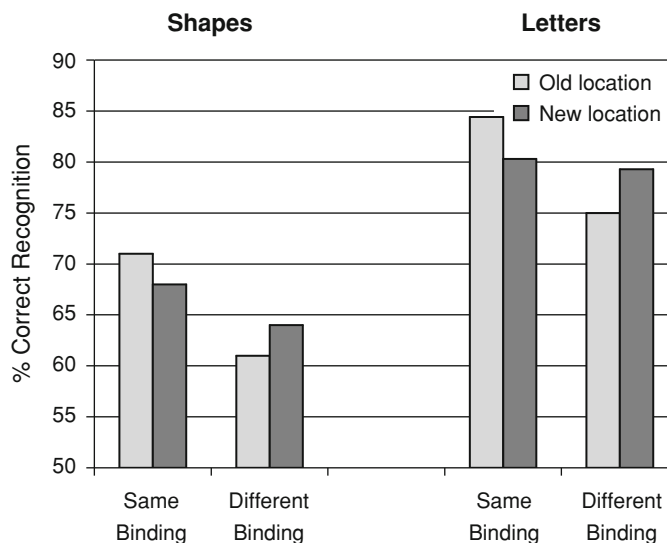 Shapes Letters
90
85
80
75
70
65
60
55
50
% Correct Recognition
Old location
New location
Same Different Same Different
Binding Binding Binding Binding